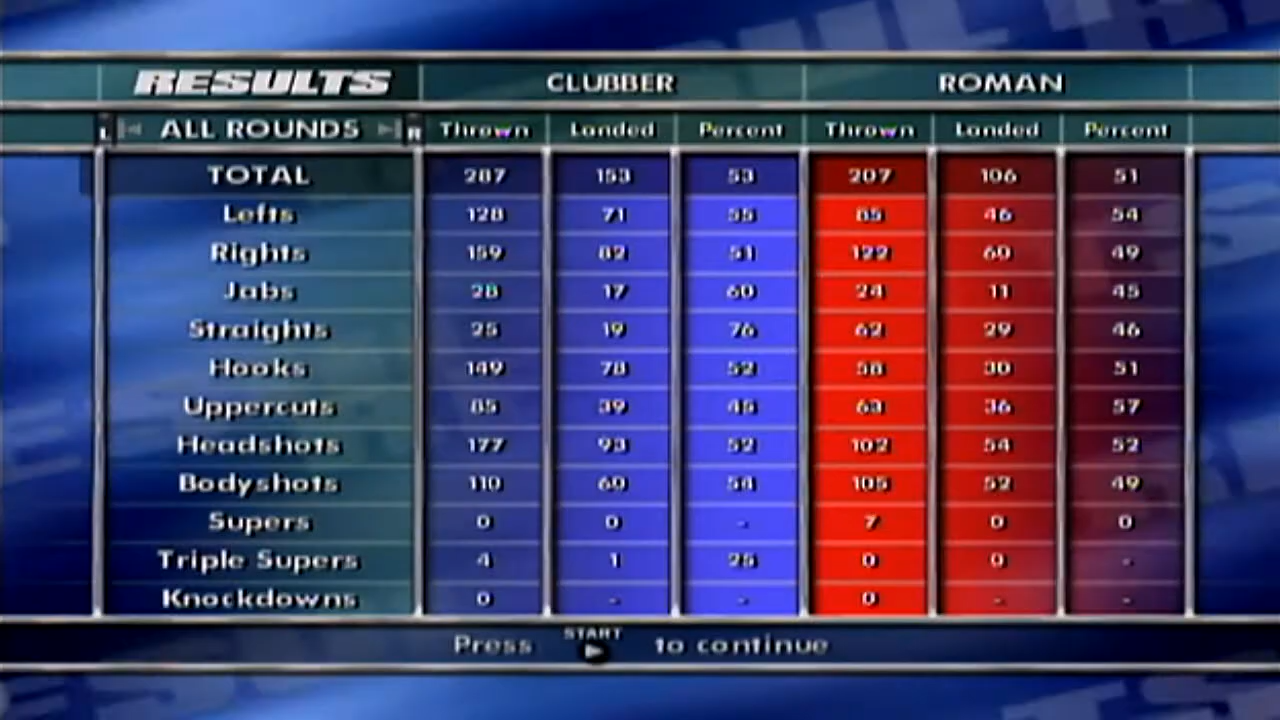 RESULTS CLUBBER ROMAN
L ALL ROUNDS R Thrown Landed Percent Thrown Landed Percent
TOTAL 287 153 53 207 106 51
Lefts 128 71 55 85 46 54
Rights 159 82 51 122 60 49
Jabs 28 17 60 24 11 45
Straights 25 19 76 62 29 46
Hooks 149 78 52 58 30 51
Uppercuts 85 39 45 63 36 57
Headshots 177 93 52 102 54 52
Bodyshots 110 60 54 105 52 49
Supers 0 0 - 7 0 0
Triple Supers 4 1 25 0 0 -
Knockdowns 0 - - 0 - -
Press START to continue